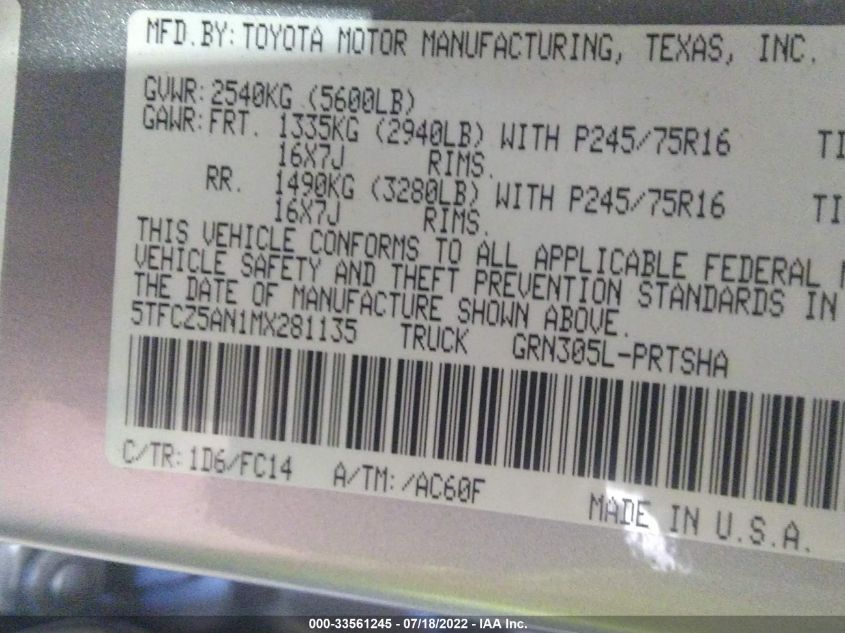 MFD.BY: TOYOTA MOTOR MANUFACTURING, TEXAS, INC.
GVWR: 2540KG (5600LB)
GAWR: FRT. 1335KG (2940LB) WITH P245/75R16 TI
16X7J RIMS.
RR. 1490KG (3280LB) WITH P245/75R16 TI
16X7J RIMS.
THIS VEHICLE CONFORMS TO ALL APPLICABLE FEDERAL M
VEHICLE SAFETY AND THEFT PREVENTION STANDARDS IN
THE DATE OF MANUFACTURE SHOWN ABOVE.
5TFCZ5AN1MX281135 TRUCK GRN305L-PRTSHA
C/TR: 1D6/FC14 A/TM: /AC60F MADE IN U.S.A.
000-33561245 - 07/18/2022 - IAA Inc.